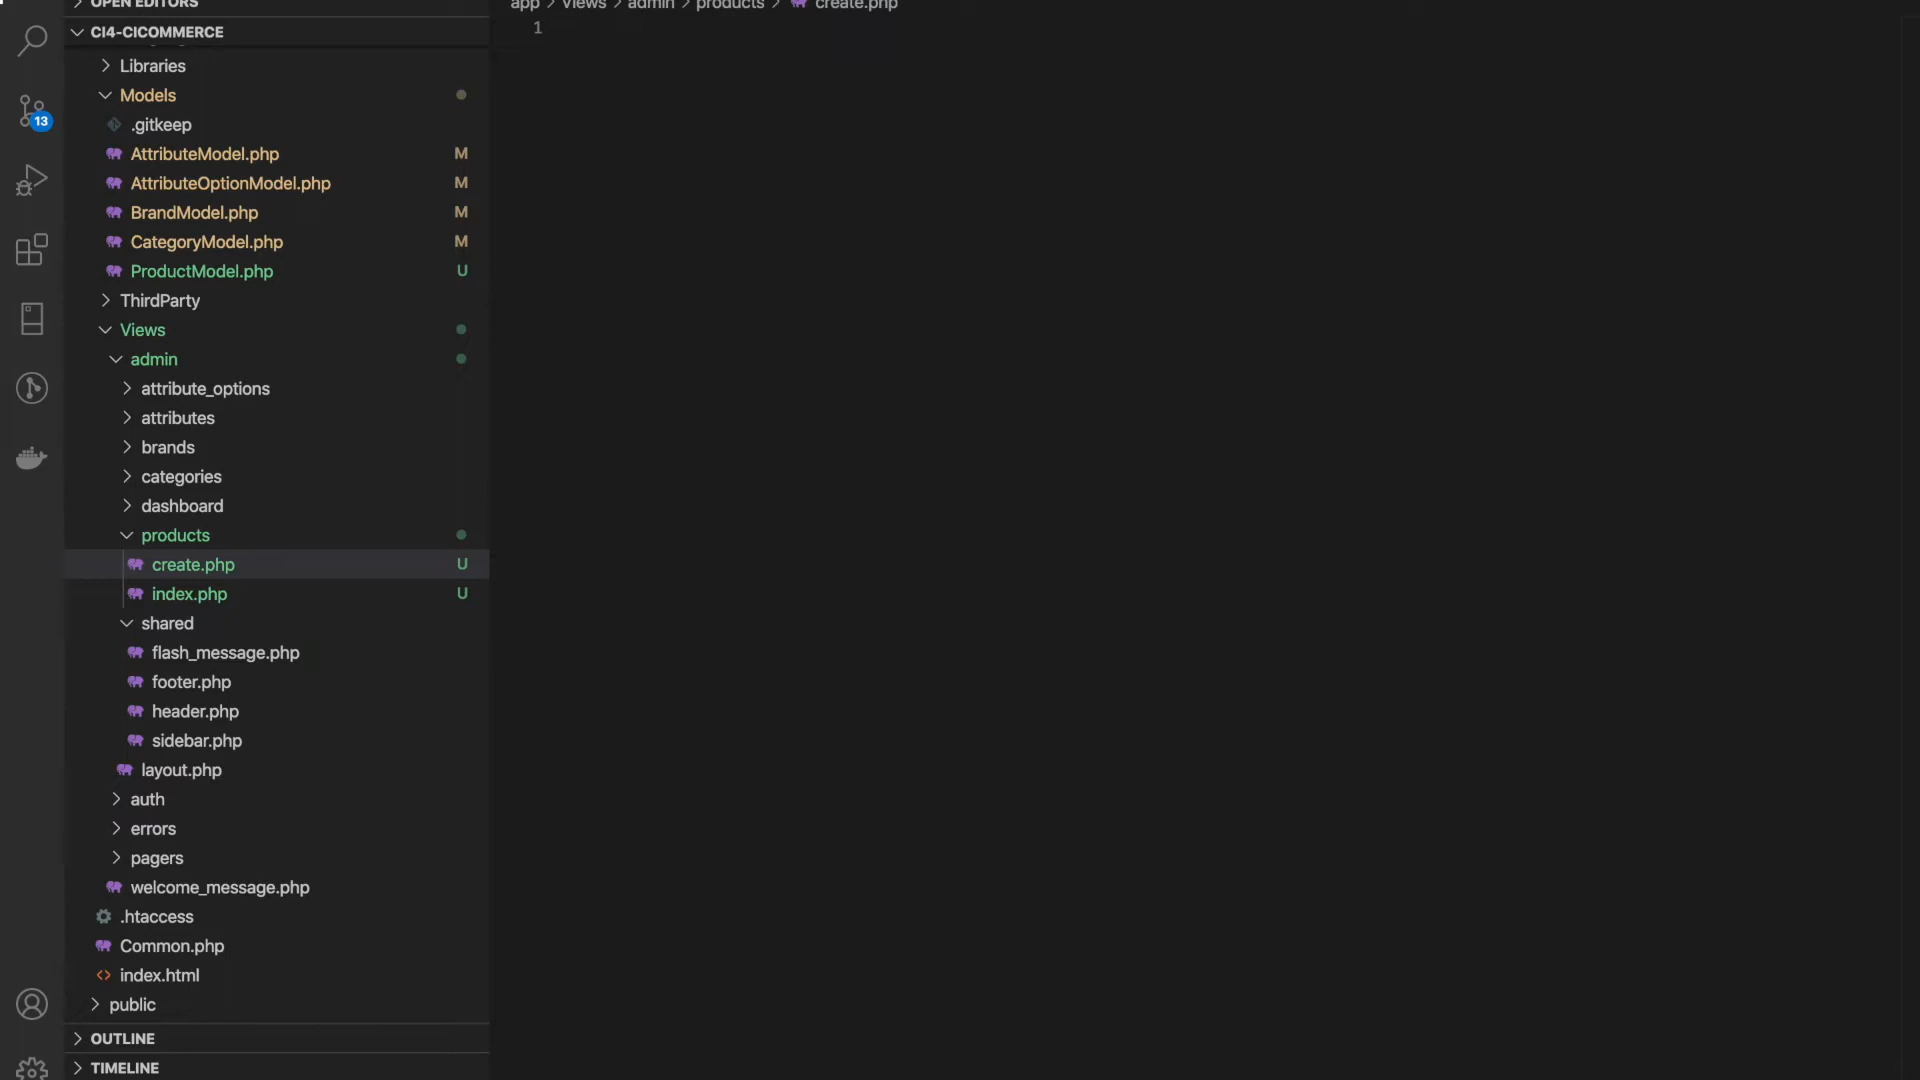 OPEN EDITORS
app > Views > admin > products > create.php
CI4-CICOMMERCE
1
Libraries
Models
.gitkeep
13
AttributeModel.php M
AttributeOptionModel.php M
BrandModel.php M
CategoryModel.php M
ProductModel.php U
ThirdParty
Views
admin
attribute_options
attributes
brands
categories
dashboard
products
create.php U
index.php U
shared
flash_message.php
footer.php
header.php
sidebar.php
layout.php
auth
errors
pagers
welcome_message.php
.htaccess
Common.php
index.html
public
OUTLINE
TIMELINE